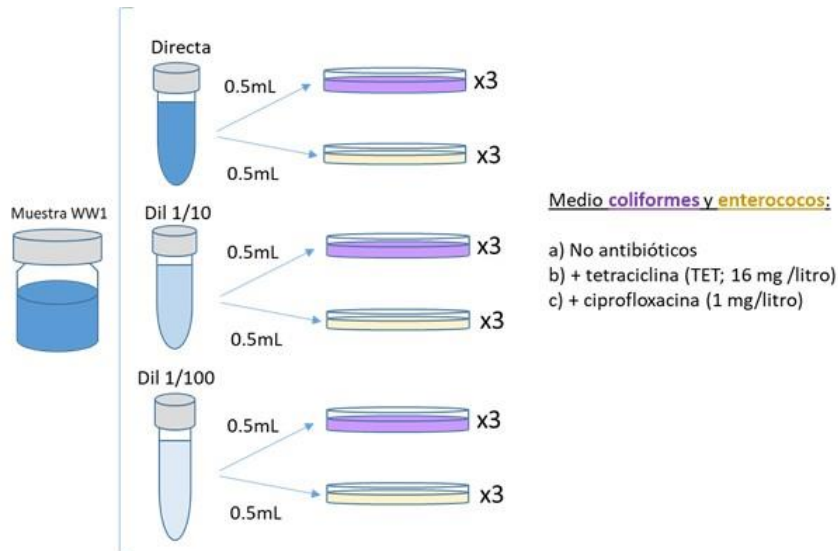 Directa
0.5mL
x3
0.5mL
x3
Muestra WW1
Dil 1/10
0.5mL
x3
0.5mL
x3
Dil 1/100
0.5mL
x3
0.5mL
x3
Medio coliformes y enterococos:
a) No antibióticos
b) + tetraciclina (TET; 16 mg /litro)
c) + ciprofloxacina (1 mg/litro)